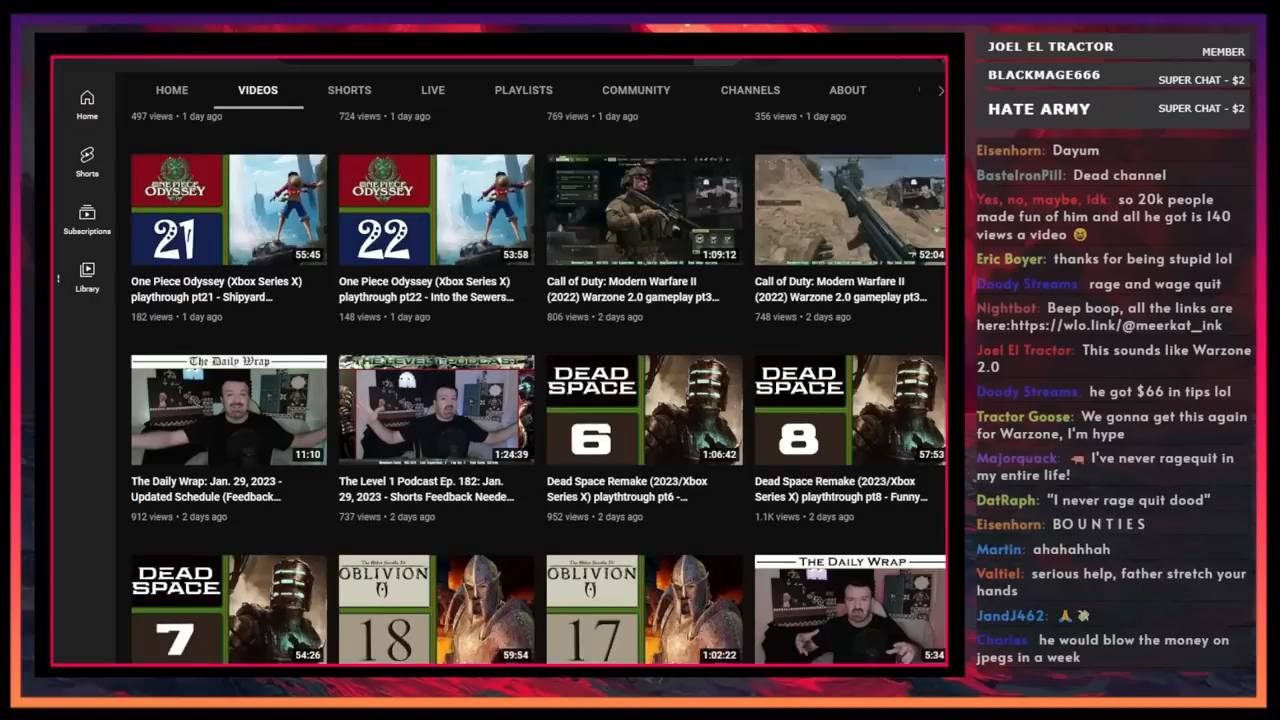 HOME
VIDEOS
SHORTS
LIVE
PLAYLISTS
COMMUNITY
CHANNELS
ABOUT
Home
Shorts
Subscriptions
Library
497 views • 1 day ago
724 views • 1 day ago
769 views • 1 day ago
356 views • 1 day ago
ONE PIECE
ODYSSEY
21
55:45
ONE PIECE
ODYSSEY
22
53:58
1:09:12
52:04
One Piece Odyssey (Xbox Series X)
playthrough pt21 - Shipyard...
182 views • 1 day ago
One Piece Odyssey (Xbox Series X)
playthrough pt22 - Into the Sewers...
148 views • 1 day ago
Call of Duty: Modern Warfare II
(2022) Warzone 2.0 gameplay pt3...
806 views • 2 days ago
Call of Duty: Modern Warfare II
(2022) Warzone 2.0 gameplay pt3...
748 views • 2 days ago
The Daily Wrap
11:10
THE LEVEL 1 PODCAST
1:24:39
DEAD
SPACE
6
1:06:42
DEAD
SPACE
8
57:53
The Daily Wrap: Jan. 29, 2023 -
Updated Schedule (Feedback...
912 views • 2 days ago
The Level 1 Podcast Ep. 182: Jan.
29, 2023 - Shorts Feedback Neede...
737 views • 2 days ago
Dead Space Remake (2023/Xbox
Series X) playthrough pt6 -...
952 views • 2 days ago
Dead Space Remake (2023/Xbox
Series X) playthrough pt8 - Funny...
1.1K views • 2 days ago
DEAD
SPACE
7
54:26
The Elder Scrolls IV
OBLIVION
18
59:54
The Elder Scrolls IV
OBLIVION
17
1:02:22
THE DAILY WRAP
5:34
JOEL EL TRACTOR MEMBER
BLACKMAGE666 SUPER CHAT - $2
HATE ARMY SUPER CHAT - $2
Eisenhorn: Dayum
BasteIronPill: Dead channel
Yes, no, maybe, Idk: so 20k people
made fun of him and all he got is 140
views a video 😀
Eric Boyer: thanks for being stupid lol
Doody Streams: rage and wage quit
Nightbot: Beep boop, all the links are
here:https://wlo.link/@meerkat_ink
Joel El Tractor: This sounds like Warzone
2.0
Doody Streams: he got $66 in tips lol
Tractor Goose: We gonna get this again
for Warzone, I'm hype
Majorquack: 🐖 I've never ragequit in
my entire life!
DatRaph: "I never rage quit dood"
Eisenhorn: B O U N T I E S
Martin: ahahahhah
Valtiel: serious help, father stretch your
hands
JandJ462: 🙏 💸
Charles: he would blow the money on
jpegs in a week